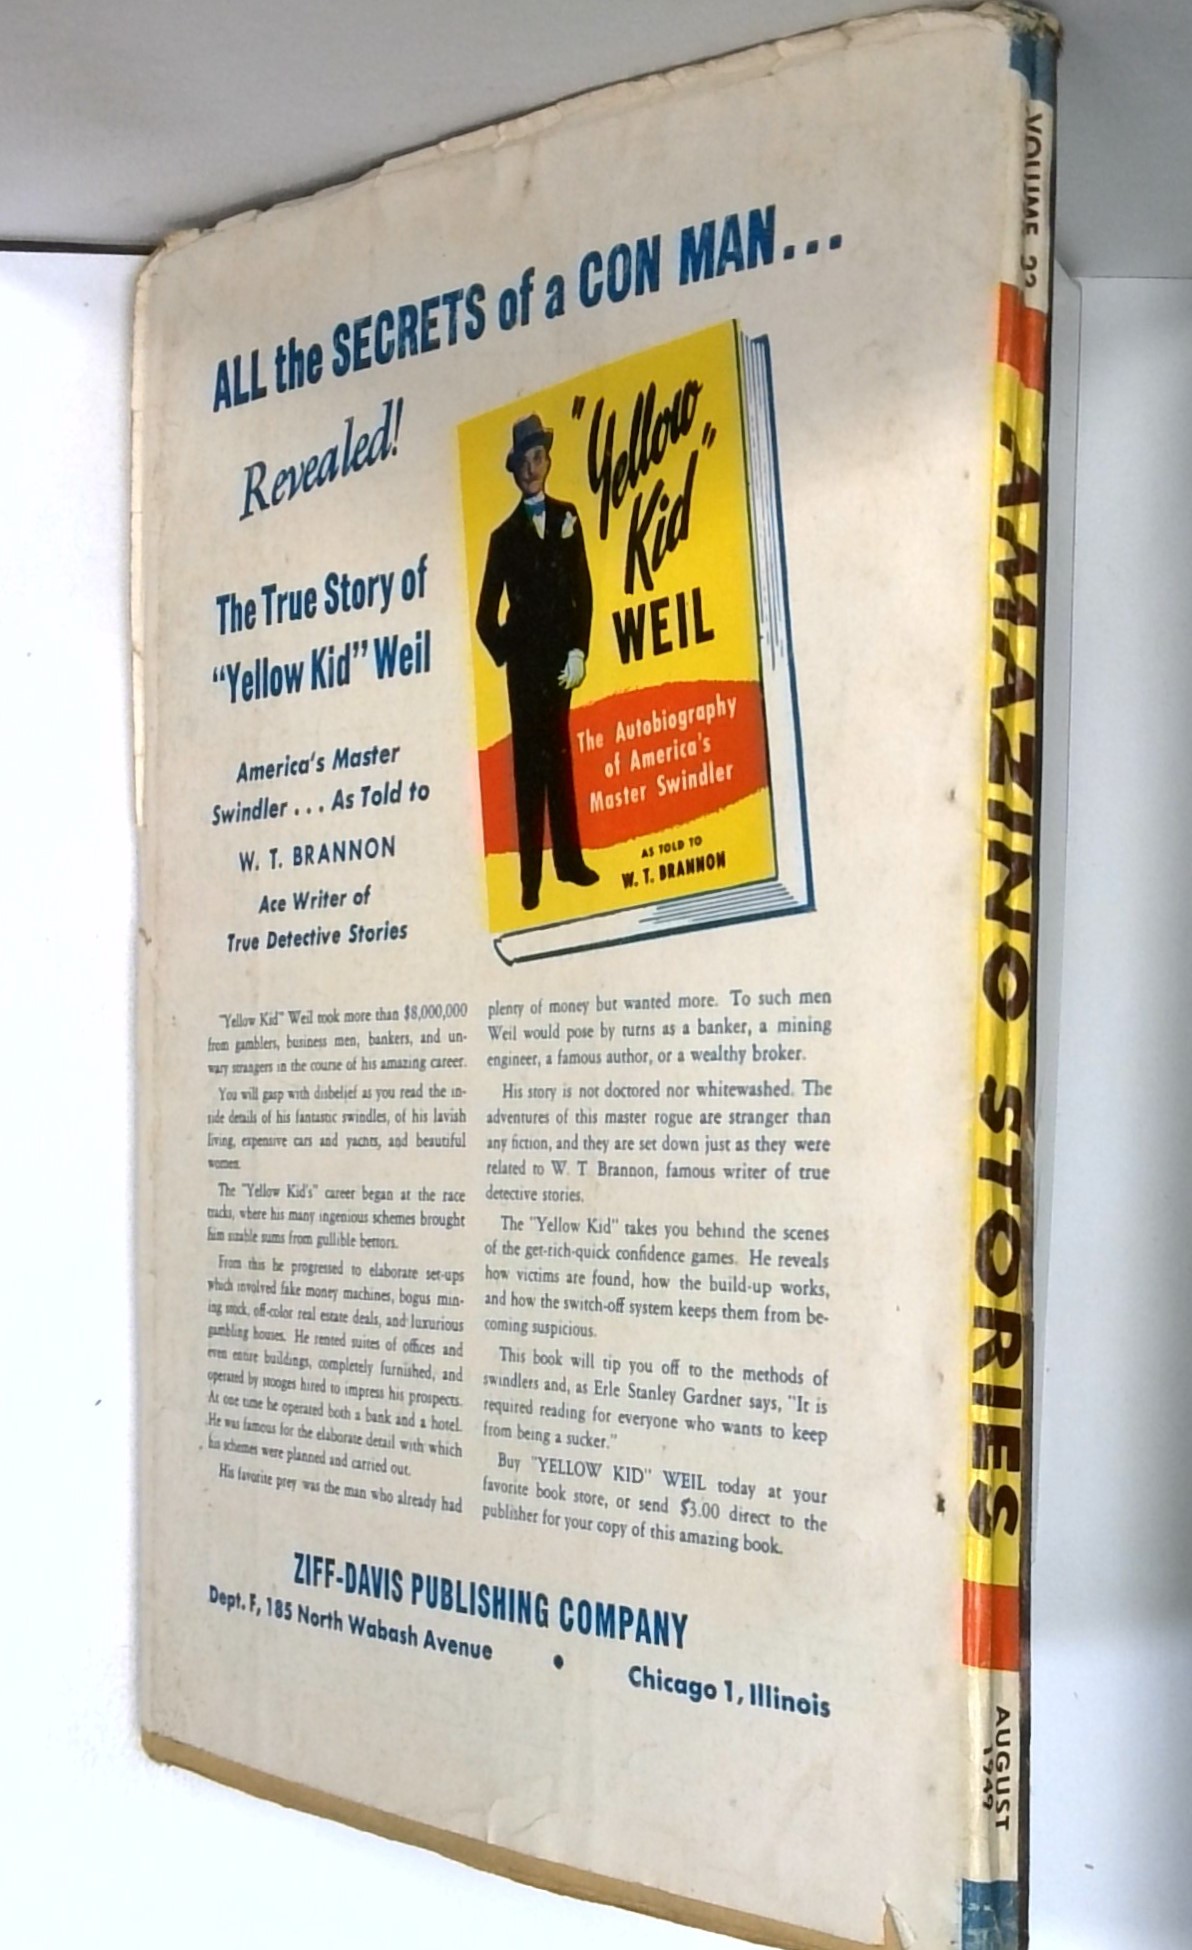 ALL the SECRETS of a CON MAN...
Revealed!
The True Story of
"Yellow Kid" Weil
America's Master
Swindler... As Told to
W. T. BRANNON
Ace Writer of
True Detective Stories
"Yellow
Kid"
WEIL
The Autobiography
of America's
Master Swindler
AS TOLD TO
W. T. BRANNON
"Yellow Kid" Weil took more than $8,000,000
from gamblers, business men, bankers, and un-
wary strangers in the course of his amazing career.
You will gasp with disbelief as you read the in-
side details of his fantastic swindles, of his lavish
living, expensive cars and yachts, and beautiful
women.
The "Yellow Kid's" career began at the race
tracks, where his many ingenious schemes brought
him sizable sums from gullible bettors.
From this he progressed to elaborate set-ups
which involved fake money machines, bogus min-
ing stock, off-color real estate deals, and luxurious
gambling houses. He rented suites of offices and
even entire buildings, completely furnished, and
operated by stooges hired to impress his prospects.
At one time he operated both a bank and a hotel.
He was famous for the elaborate detail with which
his schemes were planned and carried out.
His favorite prey was the man who already had
plenty of money but wanted more. To such men
Weil would pose by turns as a banker, a mining
engineer, a famous author, or a wealthy broker.
His story is not doctored nor whitewashed. The
adventures of this master rogue are stranger than
any fiction, and they are set down just as they were
related to W. T. Brannon, famous writer of true
detective stories.
The "Yellow Kid" takes you behind the scenes
of the get-rich-quick confidence games. He reveals
how victims are found, how the build-up works,
and how the switch-off system keeps them from be-
coming suspicious.
This book will tip you off to the methods of
swindlers and, as Erle Stanley Gardner says, "It is
required reading for everyone who wants to keep
from being a sucker."
Buy "YELLOW KID" WEIL today at your
favorite book store, or send $3.00 direct to the
publisher for your copy of this amazing book.
ZIFF-DAVIS PUBLISHING COMPANY
Dept. F, 185 North Wabash Avenue • Chicago 1, Illinois
VOLUME 23
AMAZING STORIES
AUGUST
1949